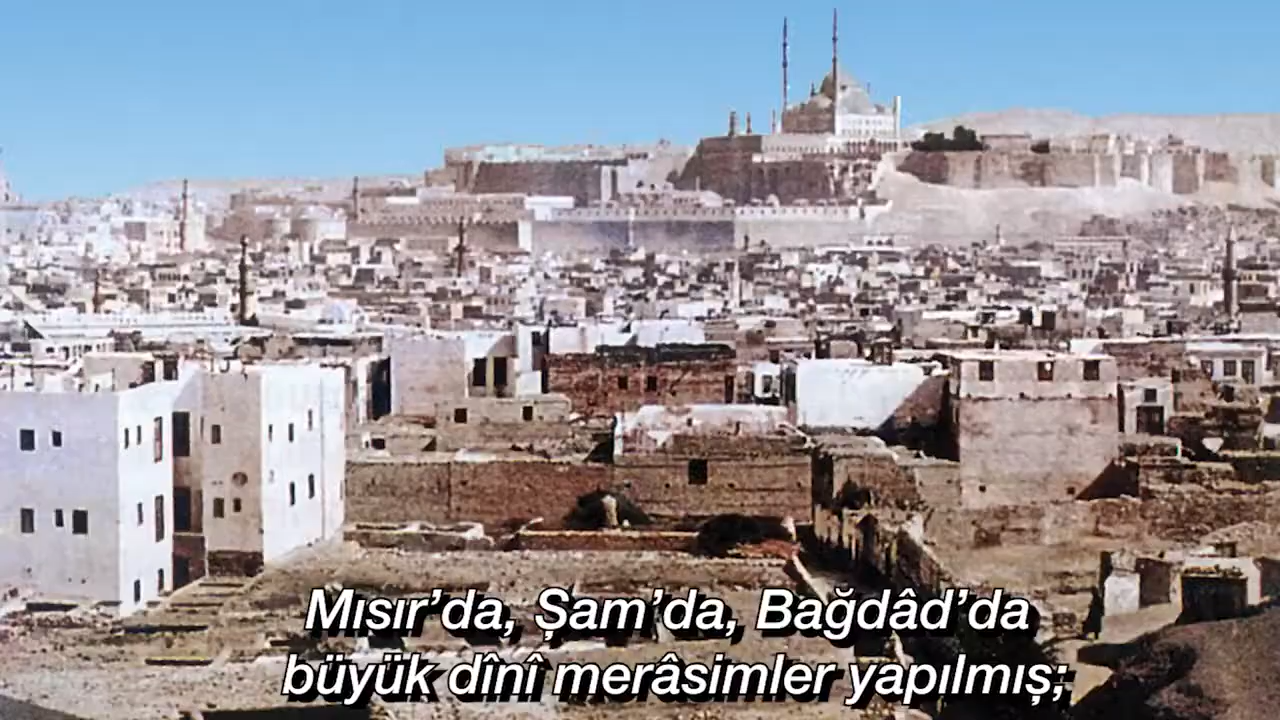 Mısır’da, Şam’da, Bağdâd’da
büyük dînî merâsimler yapılmış;